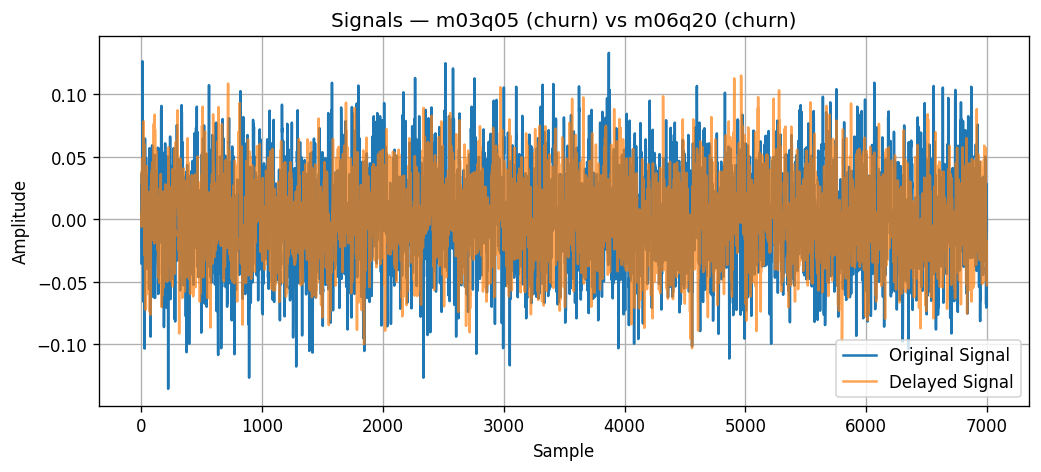 Signals — m03q05 (churn) vs m06q20 (churn)
Amplitude
0.10
0.05
0.00
−0.05
−0.10
Original Signal
Delayed Signal
0 1000 2000 3000 4000 5000 6000 7000
Sample